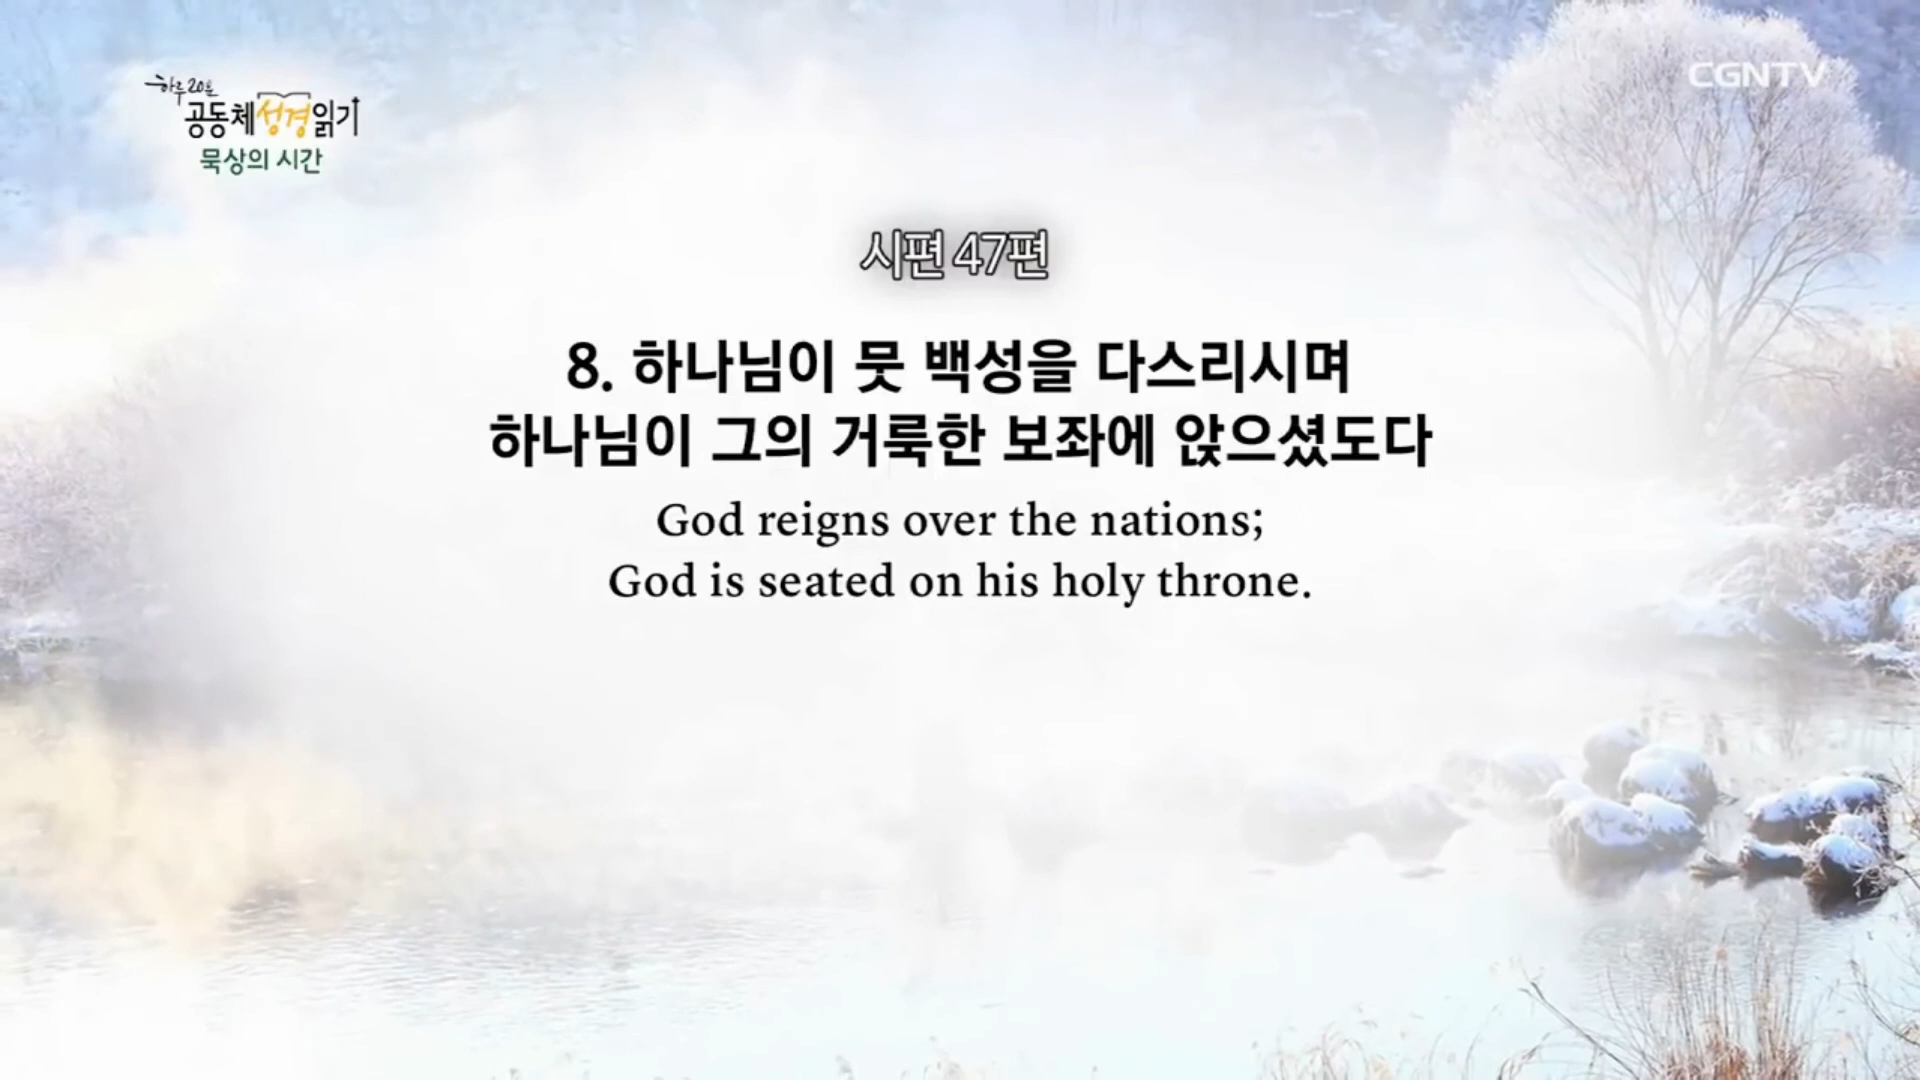 하루 20분
공동체성경읽기
묵상의 시간
CGNTV
시편 47편
8. 하나님이 뭇 백성을 다스리시며
하나님이 그의 거룩한 보좌에 앉으셨도다
God reigns over the nations;
God is seated on his holy throne.